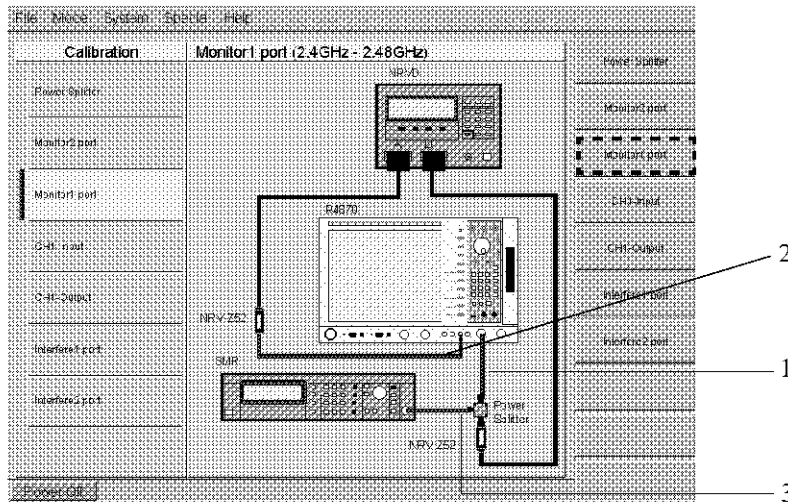 File Mode System Special Help
Calibration
Monitor1 port (2.4GHz - 2.48GHz)
Power Splitter
Monitor2 port
Monitor1 port
CH1-Input
CH1-Output
Interfere1 port
Interfere2 port
NRVD
A
R4870
NRV-Z52
SMR
Power
Splitter
NRV-Z52
Power Splitter
Monitor2 port
Monitor1 port
CH1-Input
CH1-Output
Interfere1 port
Interfere2 port
2
1
3
Power Off